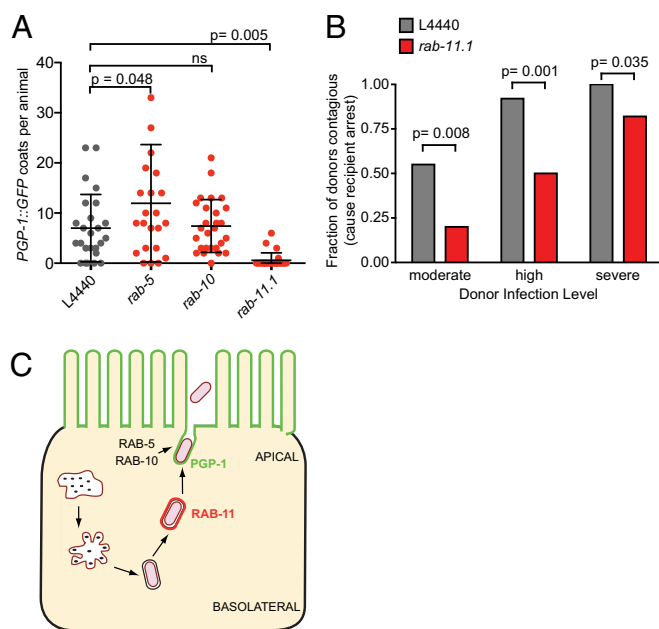 A
p= 0.005
ns
p = 0.048
PGP-1::GFP coats per animal
40
30
20
10
0
L4440
rab-5
rab-10
rab-11.1
B
L4440
rab-11.1
p= 0.035
p= 0.001
p= 0.008
Fraction of donors contagious
(cause recipient arrest)
1.00
0.75
0.50
0.25
0.00
moderate
high
severe
Donor Infection Level
C
RAB-5
RAB-10
PGP-1
APICAL
RAB-11
BASOLATERAL